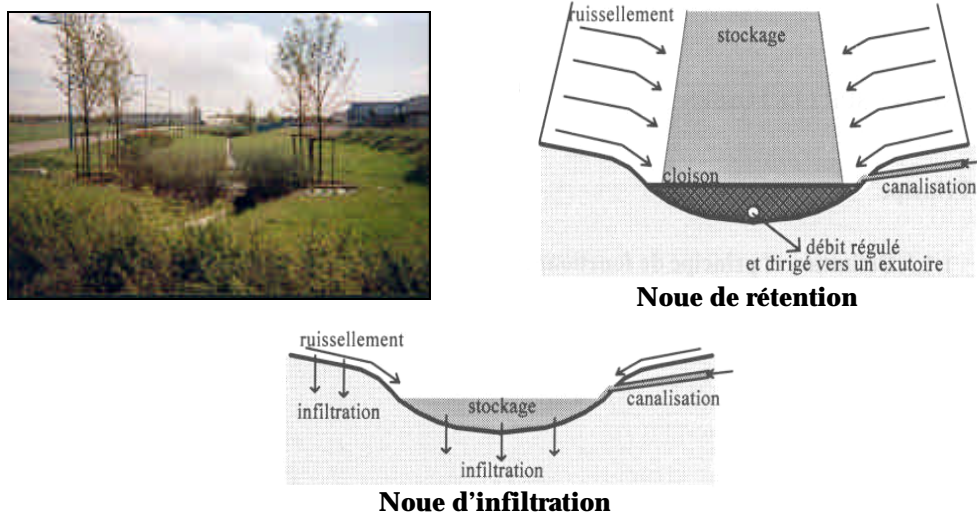 ruissellement
stockage
cloison
canalisation
débit régulé
et dirigé vers un exutoire
Noue de rétention
ruissellement
infiltration
stockage
canalisation
infiltration
Noue d'infiltration